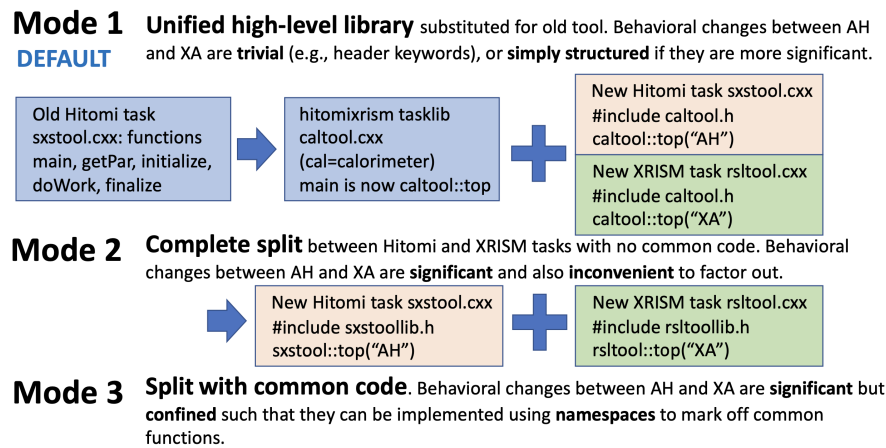 Mode 1
DEFAULT
Unified high-level library substituted for old tool. Behavioral changes between AH
and XA are trivial (e.g., header keywords), or simply structured if they are more significant.
Old Hitomi task
sxstool.cxx: functions
main, getPar, initialize,
doWork, finalize
hitomixrism tasklib
caltool.cxx
(cal=calorimeter)
main is now caltool::top
New Hitomi task sxstool.cxx
#include caltool.h
caltool::top(“AH”)
New XRISM task rsltool.cxx
#include caltool.h
caltool::top(“XA”)
Mode 2
Complete split between Hitomi and XRISM tasks with no common code. Behavioral
changes between AH and XA are significant and also inconvenient to factor out.
New Hitomi task sxstool.cxx
#include sxstoollib.h
sxstool::top(“AH”)
New XRISM task rsltool.cxx
#include rsltoollib.h
rsltool::top(“XA”)
Mode 3
Split with common code. Behavioral changes between AH and XA are significant but
confined such that they can be implemented using namespaces to mark off common
functions.